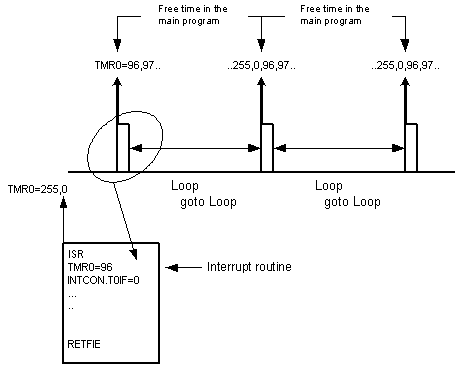 Free time in the
main program
Free time in the
main program
TMR0=96,97..
..255,0,96,97..
..255,0,96,97..
Loop
goto Loop
Loop
goto Loop
TMR0=255,0
ISR
TMR0=96
INTCON.T0IF=0
...
..
RETFIE
Interrupt routine